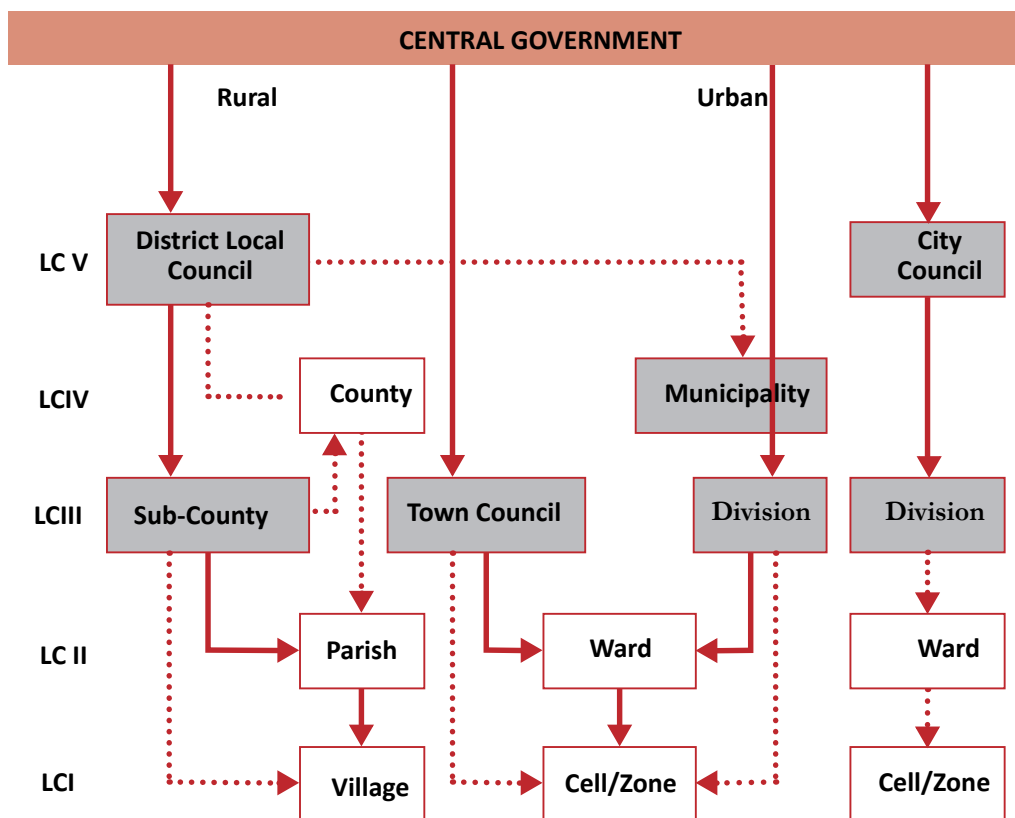 CENTRAL GOVERNMENT
Rural
Urban
LC V
District Local
Council
City
Council
LCIV
County
Municipality
LCIII
Sub-County
Town Council
Division
Division
LC II
Parish
Ward
Ward
LCI
Village
Cell/Zone
Cell/Zone